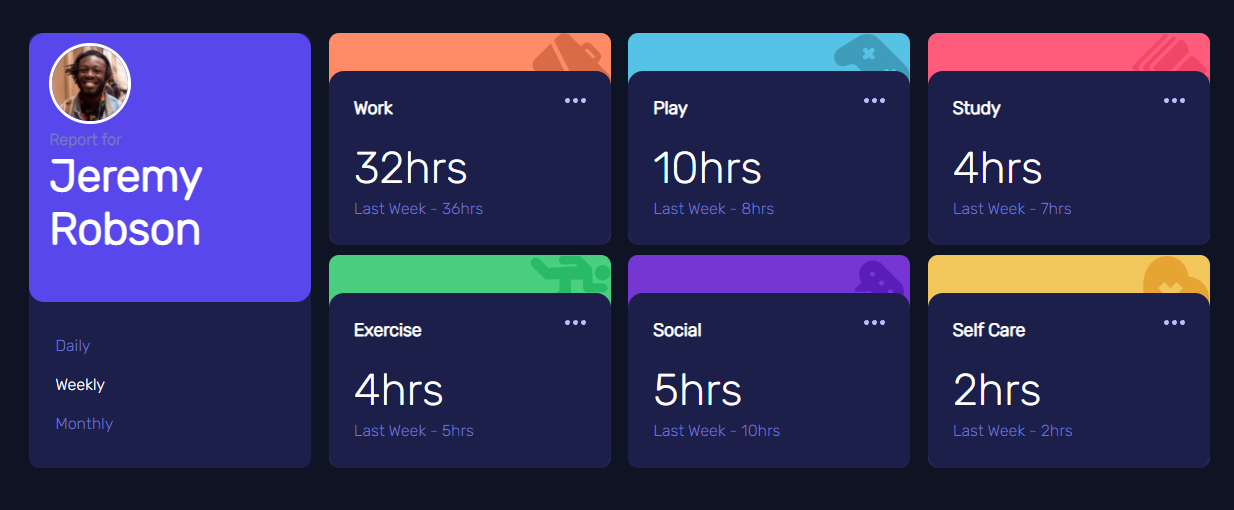 Report for
Jeremy
Robson
Daily
Weekly
Monthly
Work
32hrs
Last Week - 36hrs
Play
10hrs
Last Week - 8hrs
Study
4hrs
Last Week - 7hrs
Exercise
4hrs
Last Week - 5hrs
Social
5hrs
Last Week - 10hrs
Self Care
2hrs
Last Week - 2hrs